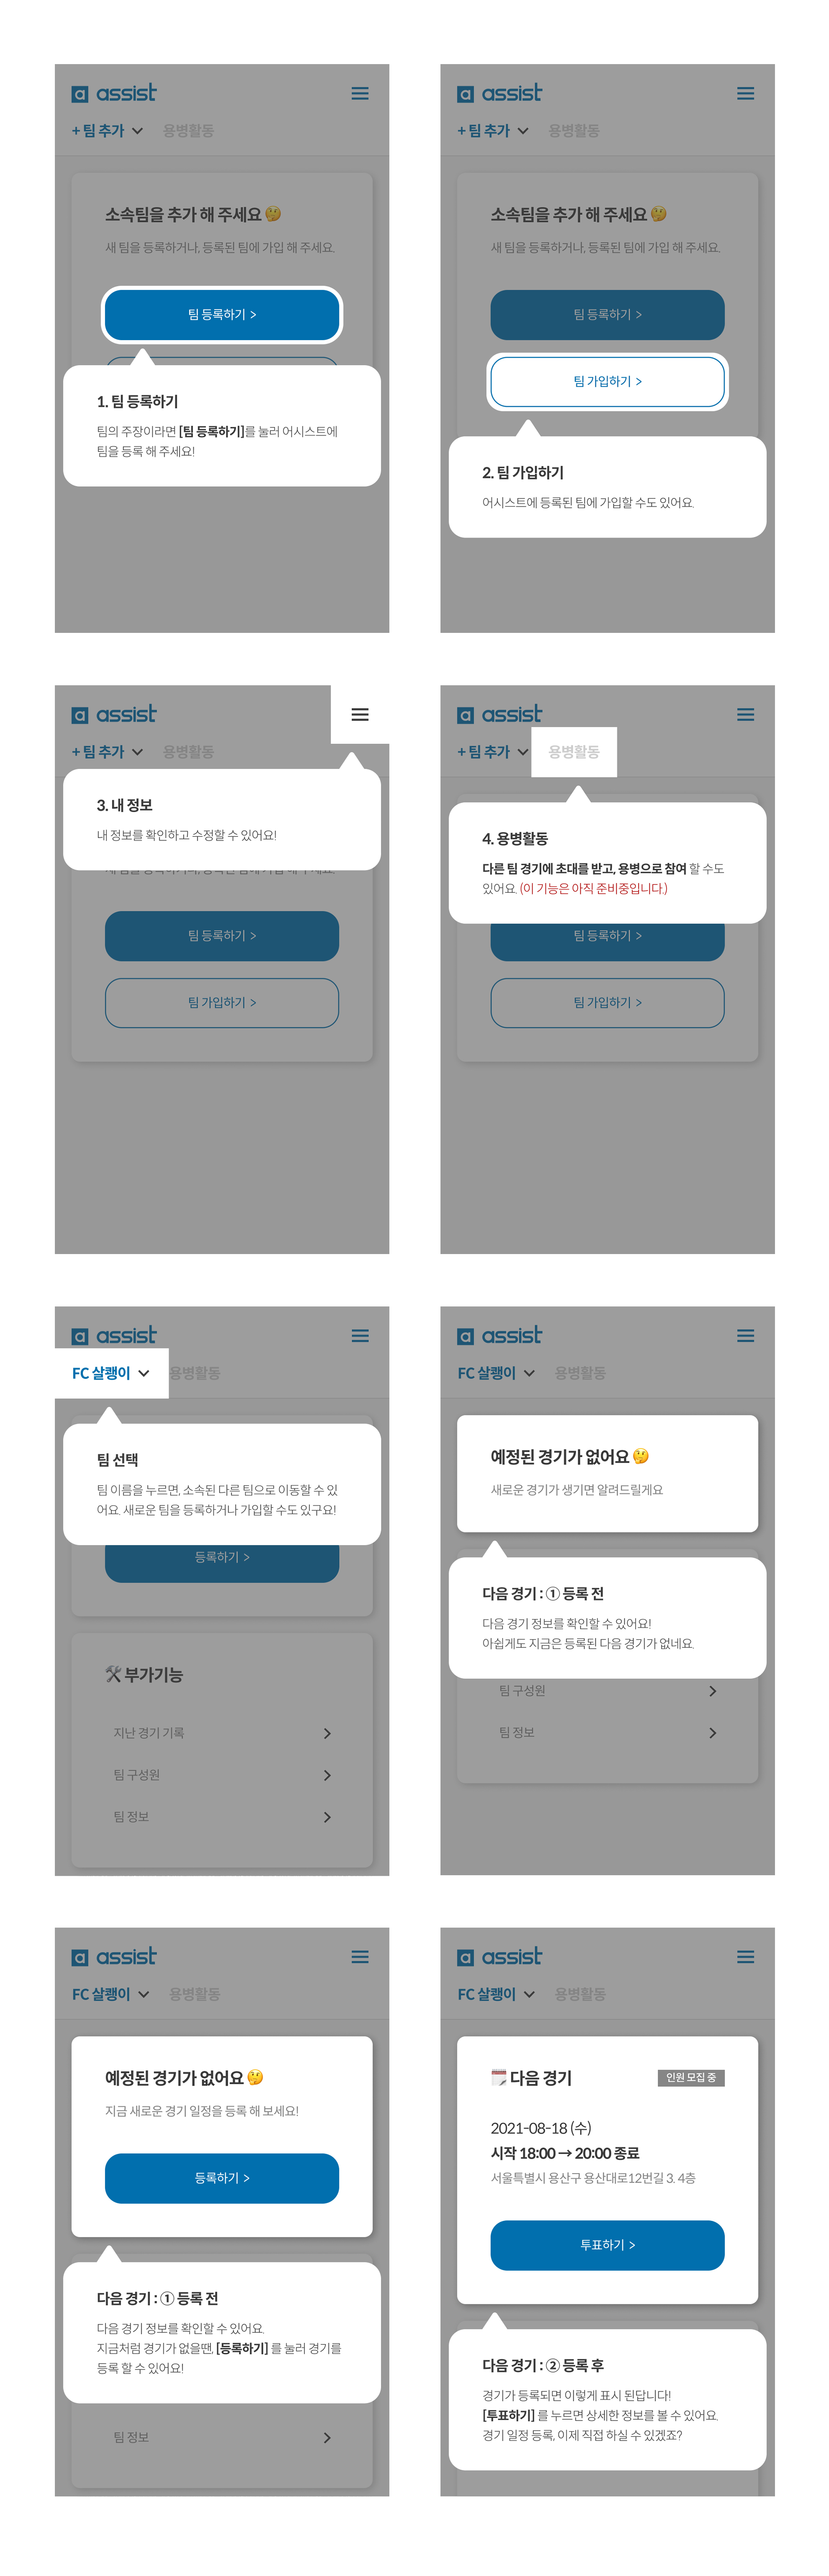 assist
+ 팀 추가
용병활동
소속팀을 추가 해 주세요 🤔
새 팀을 등록하거나, 등록된 팀에 가입 해 주세요.
팀 등록하기 >
1. 팀 등록하기
팀의 주장이라면 [팀 등록하기]를 눌러 어시스트에
팀을 등록 해 주세요!
assist
+ 팀 추가
용병활동
소속팀을 추가 해 주세요 🤔
새 팀을 등록하거나, 등록된 팀에 가입 해 주세요.
팀 등록하기 >
팀 가입하기 >
2. 팀 가입하기
어시스트에 등록된 팀에 가입할 수도 있어요.
assist
+ 팀 추가
용병활동
3. 내 정보
내 정보를 확인하고 수정할 수 있어요!
팀 등록하기 >
팀 가입하기 >
assist
+ 팀 추가
용병활동
4. 용병활동
다른 팀 경기에 초대를 받고, 용병으로 참여 할 수도
있어요. (이 기능은 아직 준비중입니다.)
팀 등록하기 >
팀 가입하기 >
assist
FC 살쾡이
용병활동
팀 선택
팀 이름을 누르면, 소속된 다른 팀으로 이동할 수 있
어요. 새로운 팀을 등록하거나 가입할 수도 있구요!
등록하기 >
🛠 부가기능
지난 경기 기록
팀 구성원
팀 정보
assist
FC 살쾡이
용병활동
예정된 경기가 없어요 🤔
새로운 경기가 생기면 알려드릴게요
다음 경기 : ① 등록 전
다음 경기 정보를 확인할 수 있어요!
아쉽게도 지금은 등록된 다음 경기가 없네요.
팀 구성원
팀 정보
assist
FC 살쾡이
용병활동
예정된 경기가 없어요 🤔
지금 새로운 경기 일정을 등록 해 보세요!
등록하기 >
다음 경기 : ① 등록 전
다음 경기 정보를 확인할 수 있어요.
지금처럼 경기가 없을땐, [등록하기] 를 눌러 경기를
등록 할 수 있어요!
팀 정보
assist
FC 살쾡이
용병활동
🗓 다음 경기
인원 모집 중
2021-08-18 (수)
시작 18:00 → 20:00 종료
서울특별시 용산구 용산대로12번길 3. 4층
투표하기 >
다음 경기 : ② 등록 후
경기가 등록되면 이렇게 표시 된답니다!
[투표하기] 를 누르면 상세한 정보를 볼 수 있어요.
경기 일정 등록, 이제 직접 하실 수 있겠죠?